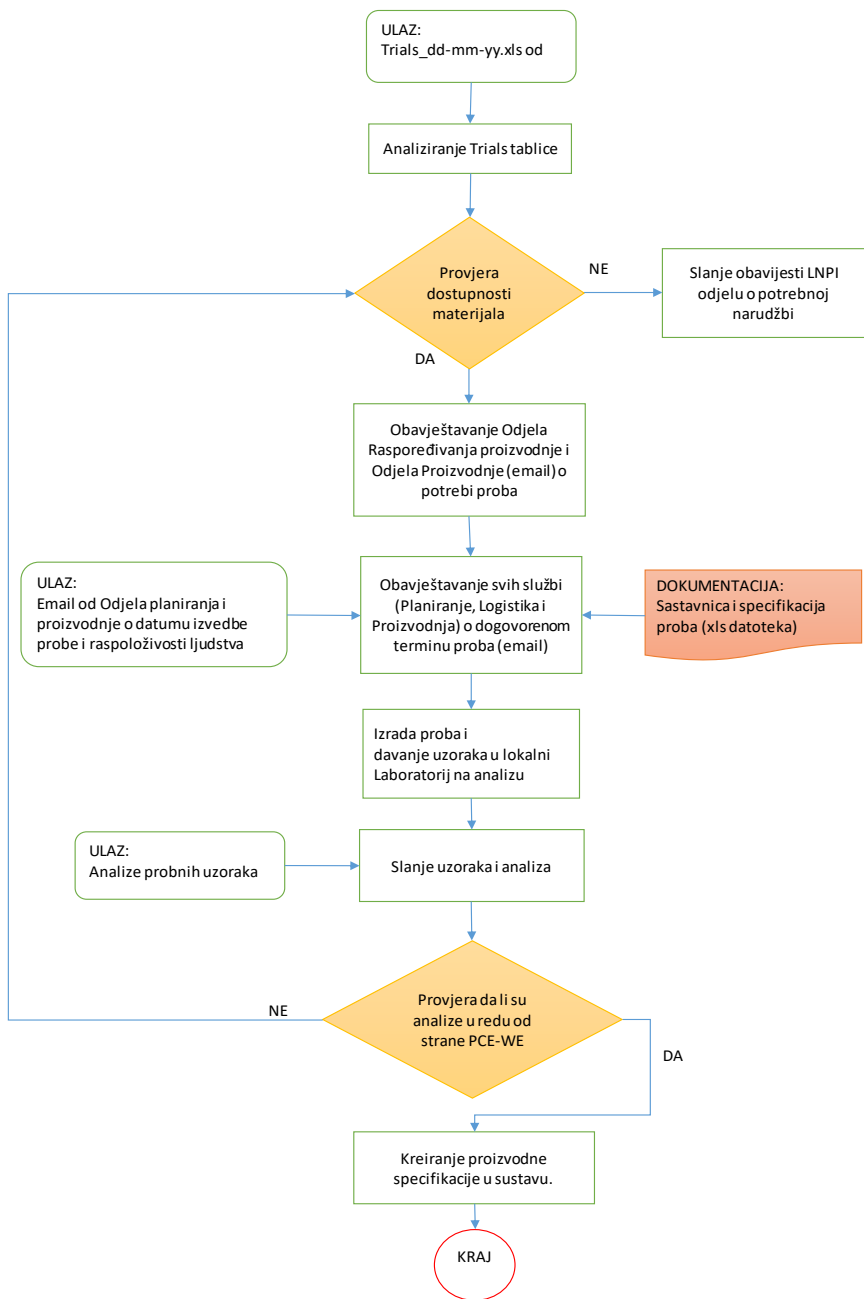 ULAZ:
Trials_dd-mm-yy.xls od
Analiziranje Trials tablice
Provjera
dostupnosti
materijala
NE
Slanje obavijesti LNPI
odjelu o potrebnoj
narudžbi
DA
Obavještavanje Odjela
Raspoređivanja proizvodnje i
Odjela Proizvodnje (email) o
potrebi proba
ULAZ:
Email od Odjela planiranja i
proizvodnje o datumu izvedbe
probe i raspoloživosti ljudstva
Obavještavanje svih službi
(Planiranje, Logistika i
Proizvodnja) o dogovorenom
terminu proba (email)
DOKUMENTACIJA:
Sastavnica i specifikacija
proba (xls datoteka)
Izrada proba i
davanje uzoraka u lokalni
Laboratorij na analizu
ULAZ:
Analize probnih uzoraka
Slanje uzoraka i analiza
NE
Provjera da li su
analize u redu od
strane PCE-WE
DA
Kreiranje proizvodne
specifikacije u sustavu.
KRAJ